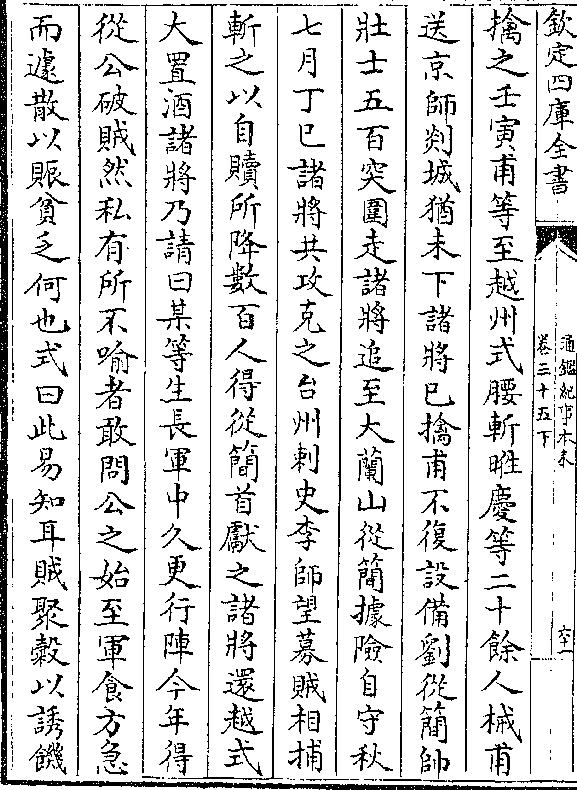 欽定四庫全書
通鑑紀事本末
卷三十五下
六一
擒之壬寅甫等至越州式腰斬暀慶等二十餘人械甫
送京師剡城猶未下諸將已擒甫不復設備劉從簡帥
壯士五百突圍走諸將追至大蘭山從簡據險自守秋
七月丁巳諸將共攻克之台州刺史李師望募賊相捕
斬之以自贖所降數百人得從簡首獻之諸將還越式
大置酒諸將乃請曰某等生長軍中久更行陣今年得
從公破賊然私有所不喻者敢問公之始至軍食方急
而遽散以賑貧乏何也式曰此易知耳賊聚糓以誘饑